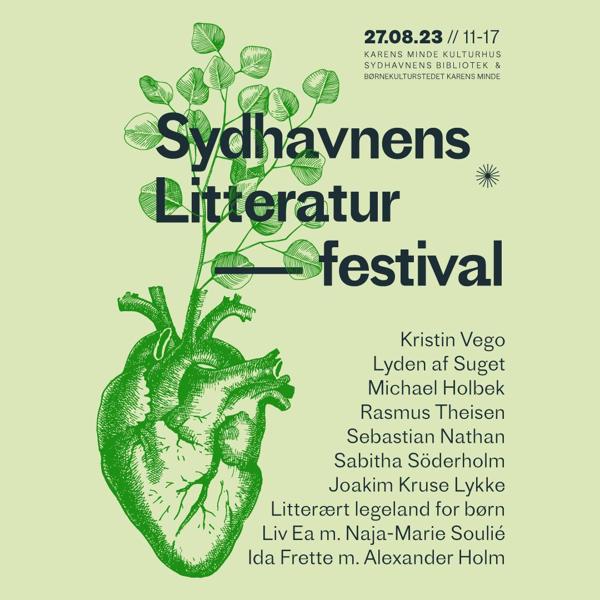 27.08.23 // 11-17
KARENS MINDE KULTURHUS
SYDHAVNENS BIBLIOTEK &
BØRNEKULTURSTEDET KARENS MINDE
Sydhavnens
Litteratur
—festival
Kristin Vego
Lyden af Suget
Michael Holbek
Rasmus Theisen
Sebastian Nathan
Sabitha Söderholm
Joakim Kruse Lykke
Litterært legeland for børn
Liv Ea m. Naja-Marie Soulié
Ida Frette m. Alexander Holm